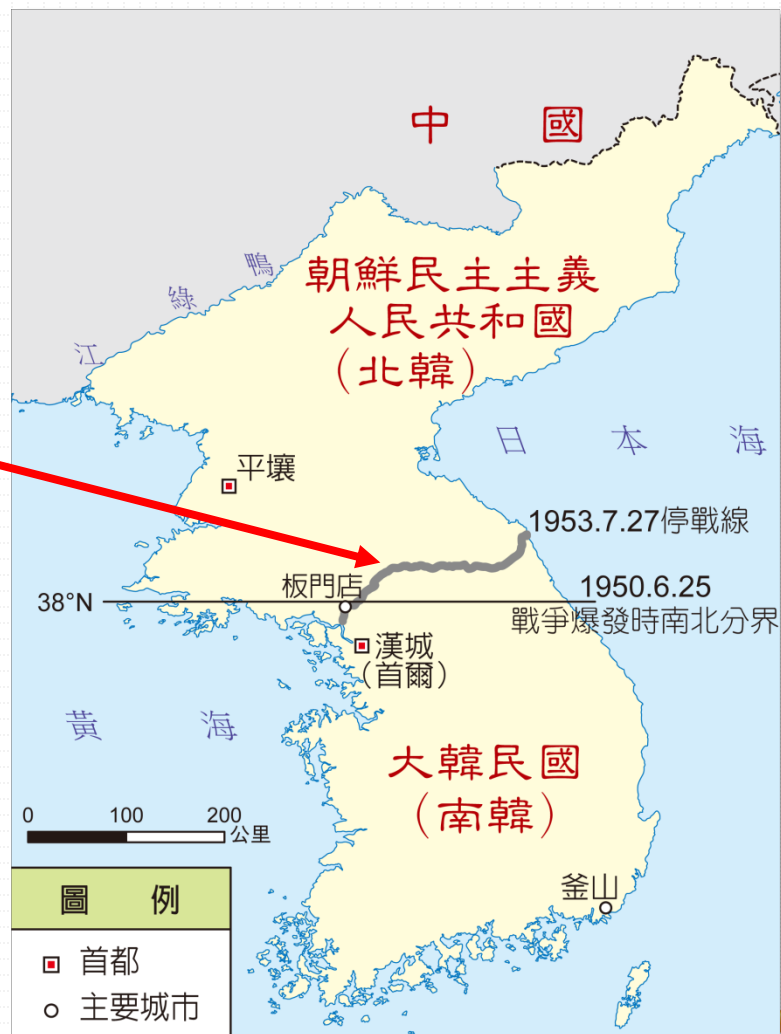 中國
鴨綠江
朝鮮民主主義
人民共和國
（北韓）
日本海
平壤
1953.7.27停戰線
板門店
38°N
1950.6.25
戰爭爆發時南北分界
漢城
（首爾）
黃海
大韓民國
（南韓）
0 100 200
公里
釜山
圖例
首都
主要城市